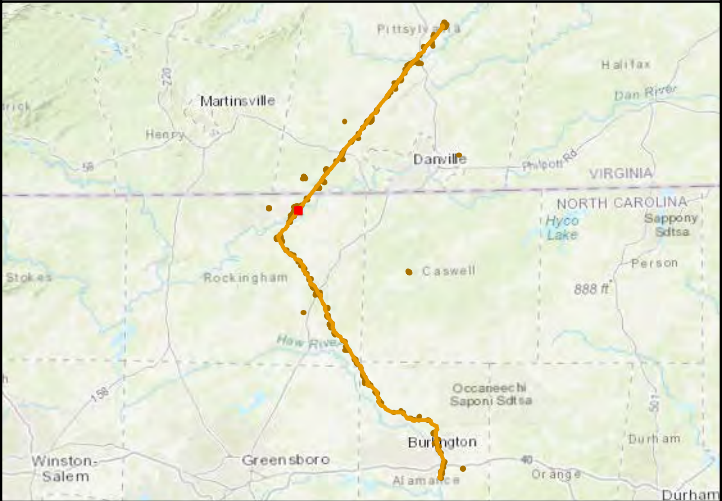 Pittsylvania
Halifax
220
Dan River
Martinsville
Henry
58
Danville
Philpott Rd
VIRGINIA
NORTH CAROLINA
Hyco
Lake
Sappony
Sdtsa
Person
Stokes
Rockingham
Caswell
888 ft
Haw River
158
Occaneechi
Saponi Sdtsa
501
Burlington
Durham
Winston-
Salem
Greensboro
40
Alamance
Orange
Durham